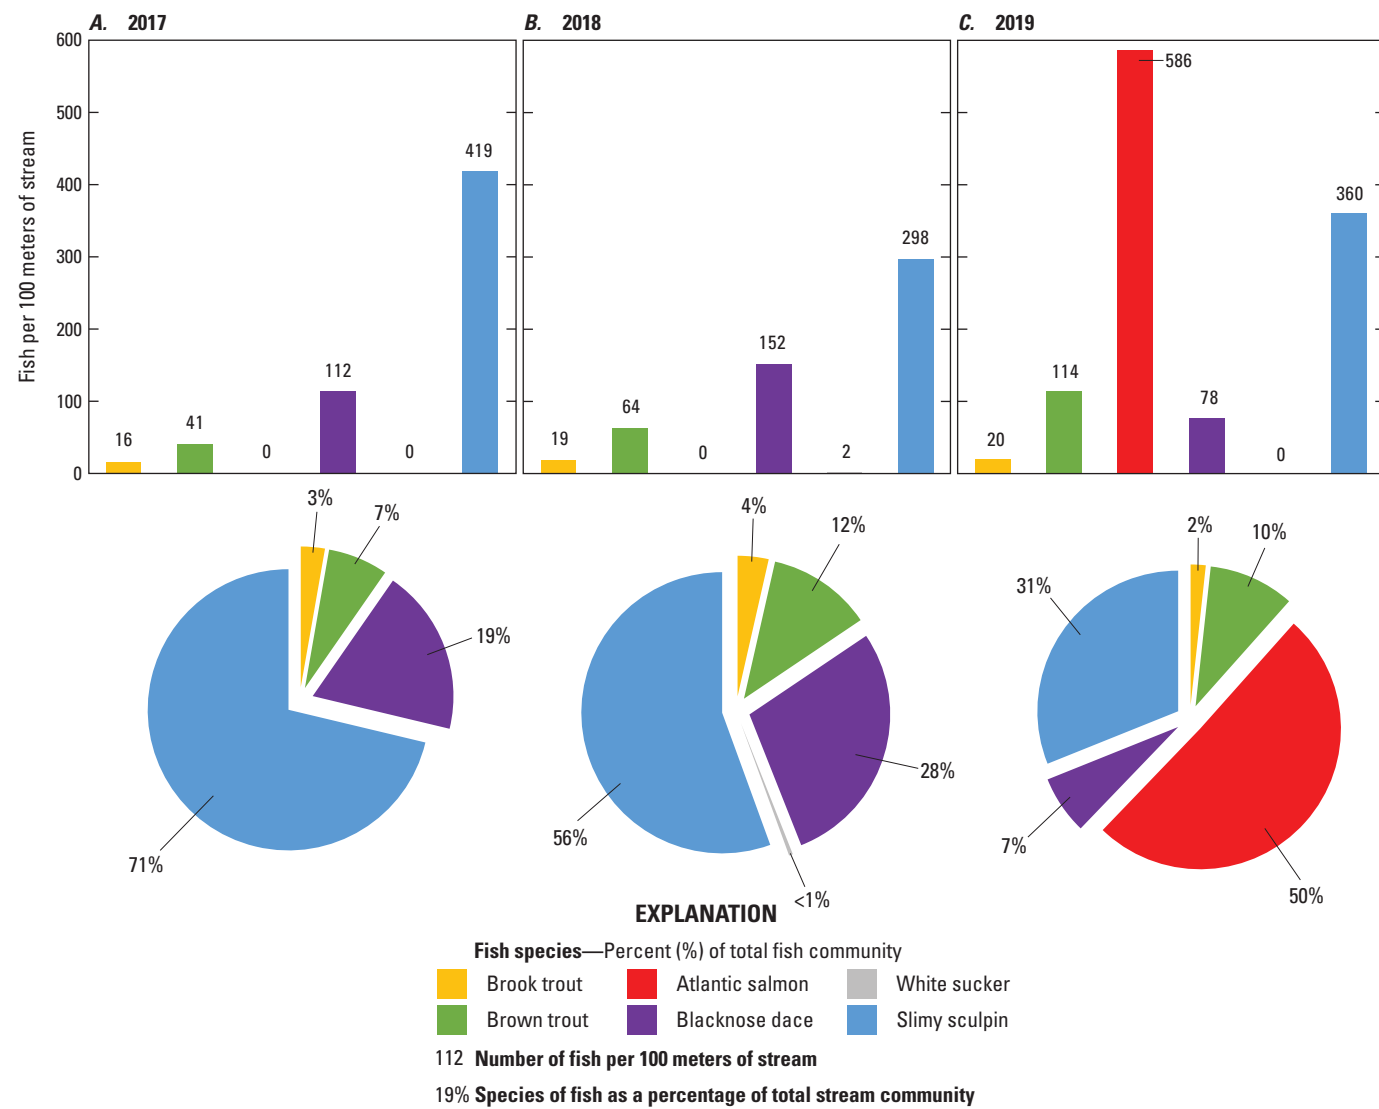 A. 2017
B. 2018
C. 2019
Fish per 100 meters of stream
600
500
400
300
200
100
0
16
41
0
112
0
419
19
64
0
152
2
298
20
114
586
78
0
360
3%
7%
19%
71%
4%
12%
28%
<1%
56%
2%
10%
50%
7%
31%
EXPLANATION
Fish species—Percent (%) of total fish community
Brook trout
Atlantic salmon
White sucker
Brown trout
Blacknose dace
Slimy sculpin
112 Number of fish per 100 meters of stream
19% Species of fish as a percentage of total stream community